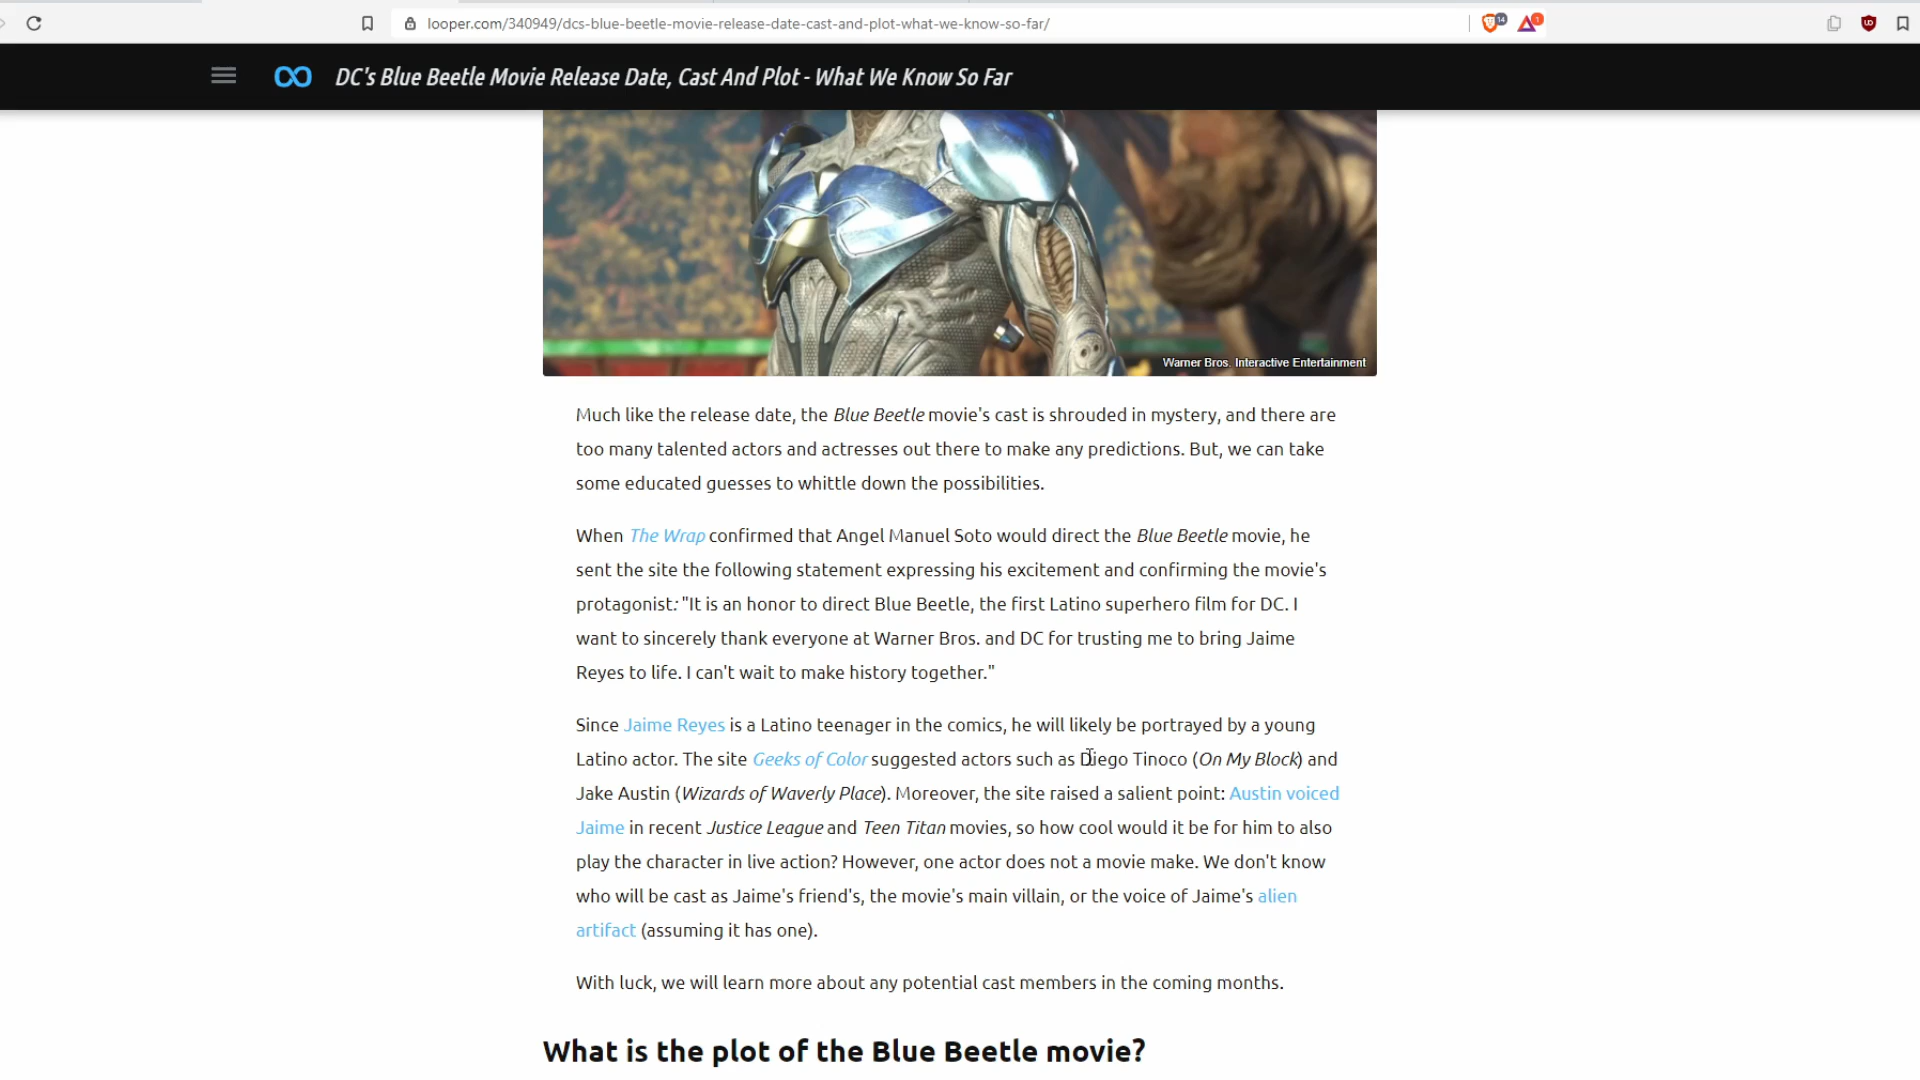 looper.com/340949/dcs-blue-beetle-movie-release-date-cast-and-plot-what-we-know-so-far/
14
1
DC's Blue Beetle Movie Release Date, Cast And Plot - What We Know So Far
Warner Bros. Interactive Entertainment
Much like the release date, the Blue Beetle movie's cast is shrouded in mystery, and there are
too many talented actors and actresses out there to make any predictions. But, we can take
some educated guesses to whittle down the possibilities.
When The Wrap confirmed that Angel Manuel Soto would direct the Blue Beetle movie, he
sent the site the following statement expressing his excitement and confirming the movie's
protagonist: "It is an honor to direct Blue Beetle, the first Latino superhero film for DC. I
want to sincerely thank everyone at Warner Bros. and DC for trusting me to bring Jaime
Reyes to life. I can't wait to make history together."
Since Jaime Reyes is a Latino teenager in the comics, he will likely be portrayed by a young
Latino actor. The site Geeks of Color suggested actors such as Diego Tinoco (On My Block) and
Jake Austin (Wizards of Waverly Place). Moreover, the site raised a salient point: Austin voiced
Jaime in recent Justice League and Teen Titan movies, so how cool would it be for him to also
play the character in live action? However, one actor does not a movie make. We don't know
who will be cast as Jaime's friend's, the movie's main villain, or the voice of Jaime's alien
artifact (assuming it has one).
With luck, we will learn more about any potential cast members in the coming months.
What is the plot of the Blue Beetle movie?